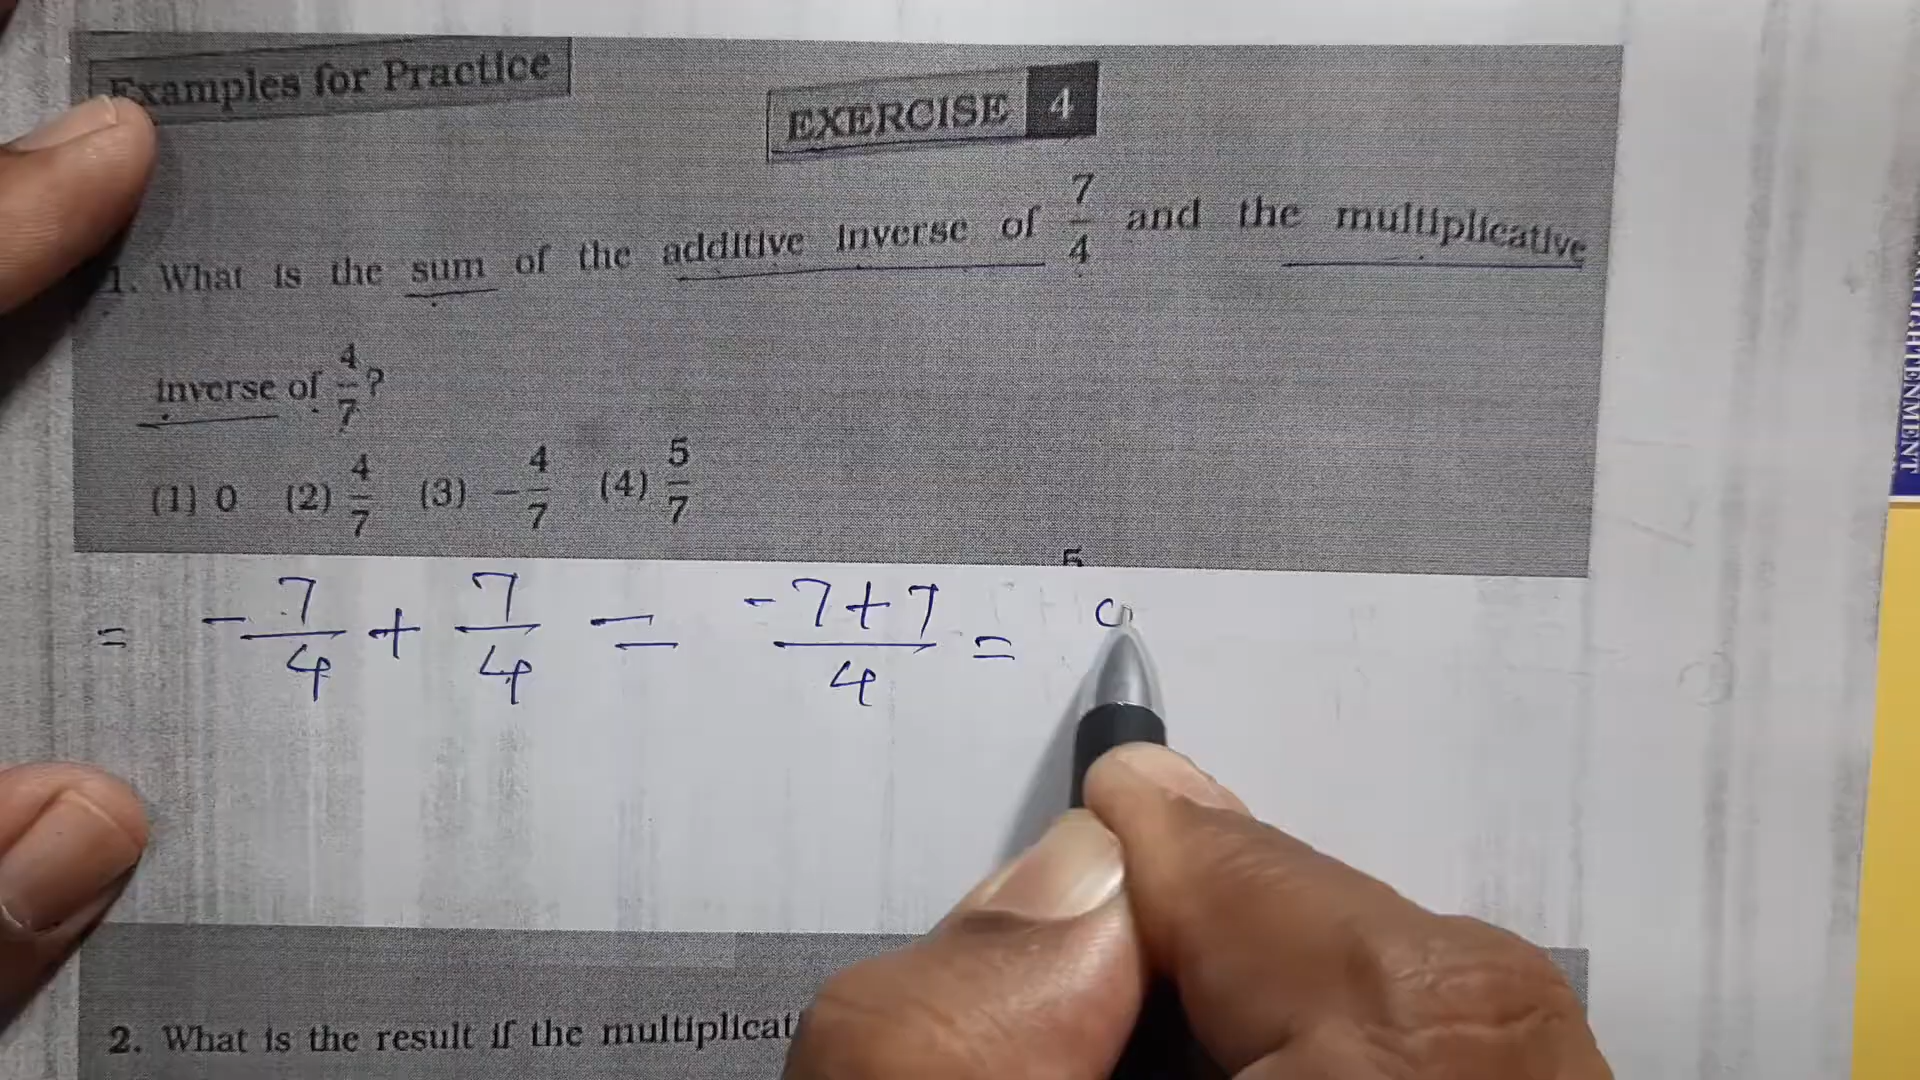 Examples for Practice
EXERCISE 4
1. What is the sum of the additive inverse of 7/4 and the multiplicative
inverse of 4/7?
(1) 0 (2) 4/7 (3) -4/7 (4) 5/7
= -7/4 + 7/4 = -7+7/4 =
2. What is the result if the